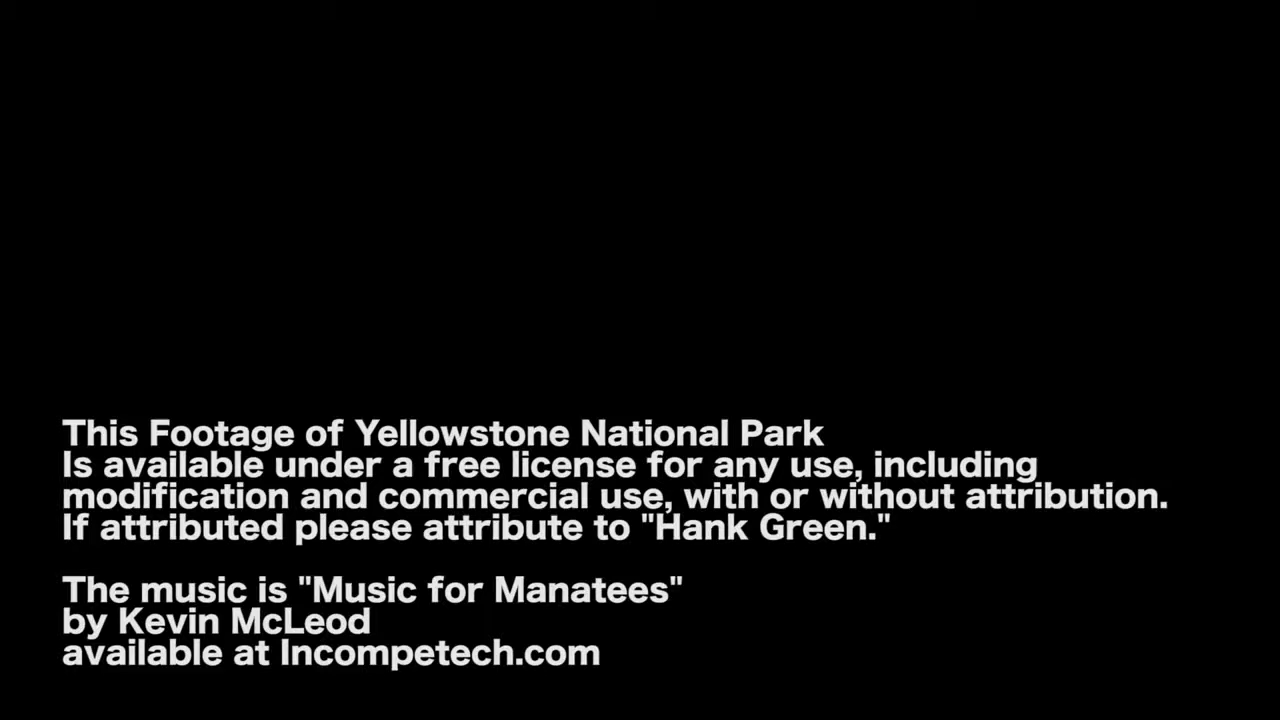 This Footage of Yellowstone National Park
Is available under a free license for any use, including
modification and commercial use, with or without attribution.
If attributed please attribute to "Hank Green."
The music is "Music for Manatees"
by Kevin McLeod
available at Incompetech.com